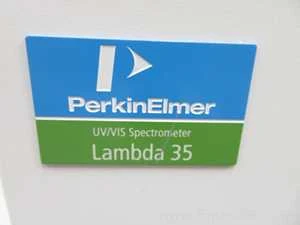 PerkinElmer
UV/VIS Spectrometer
Lambda 35